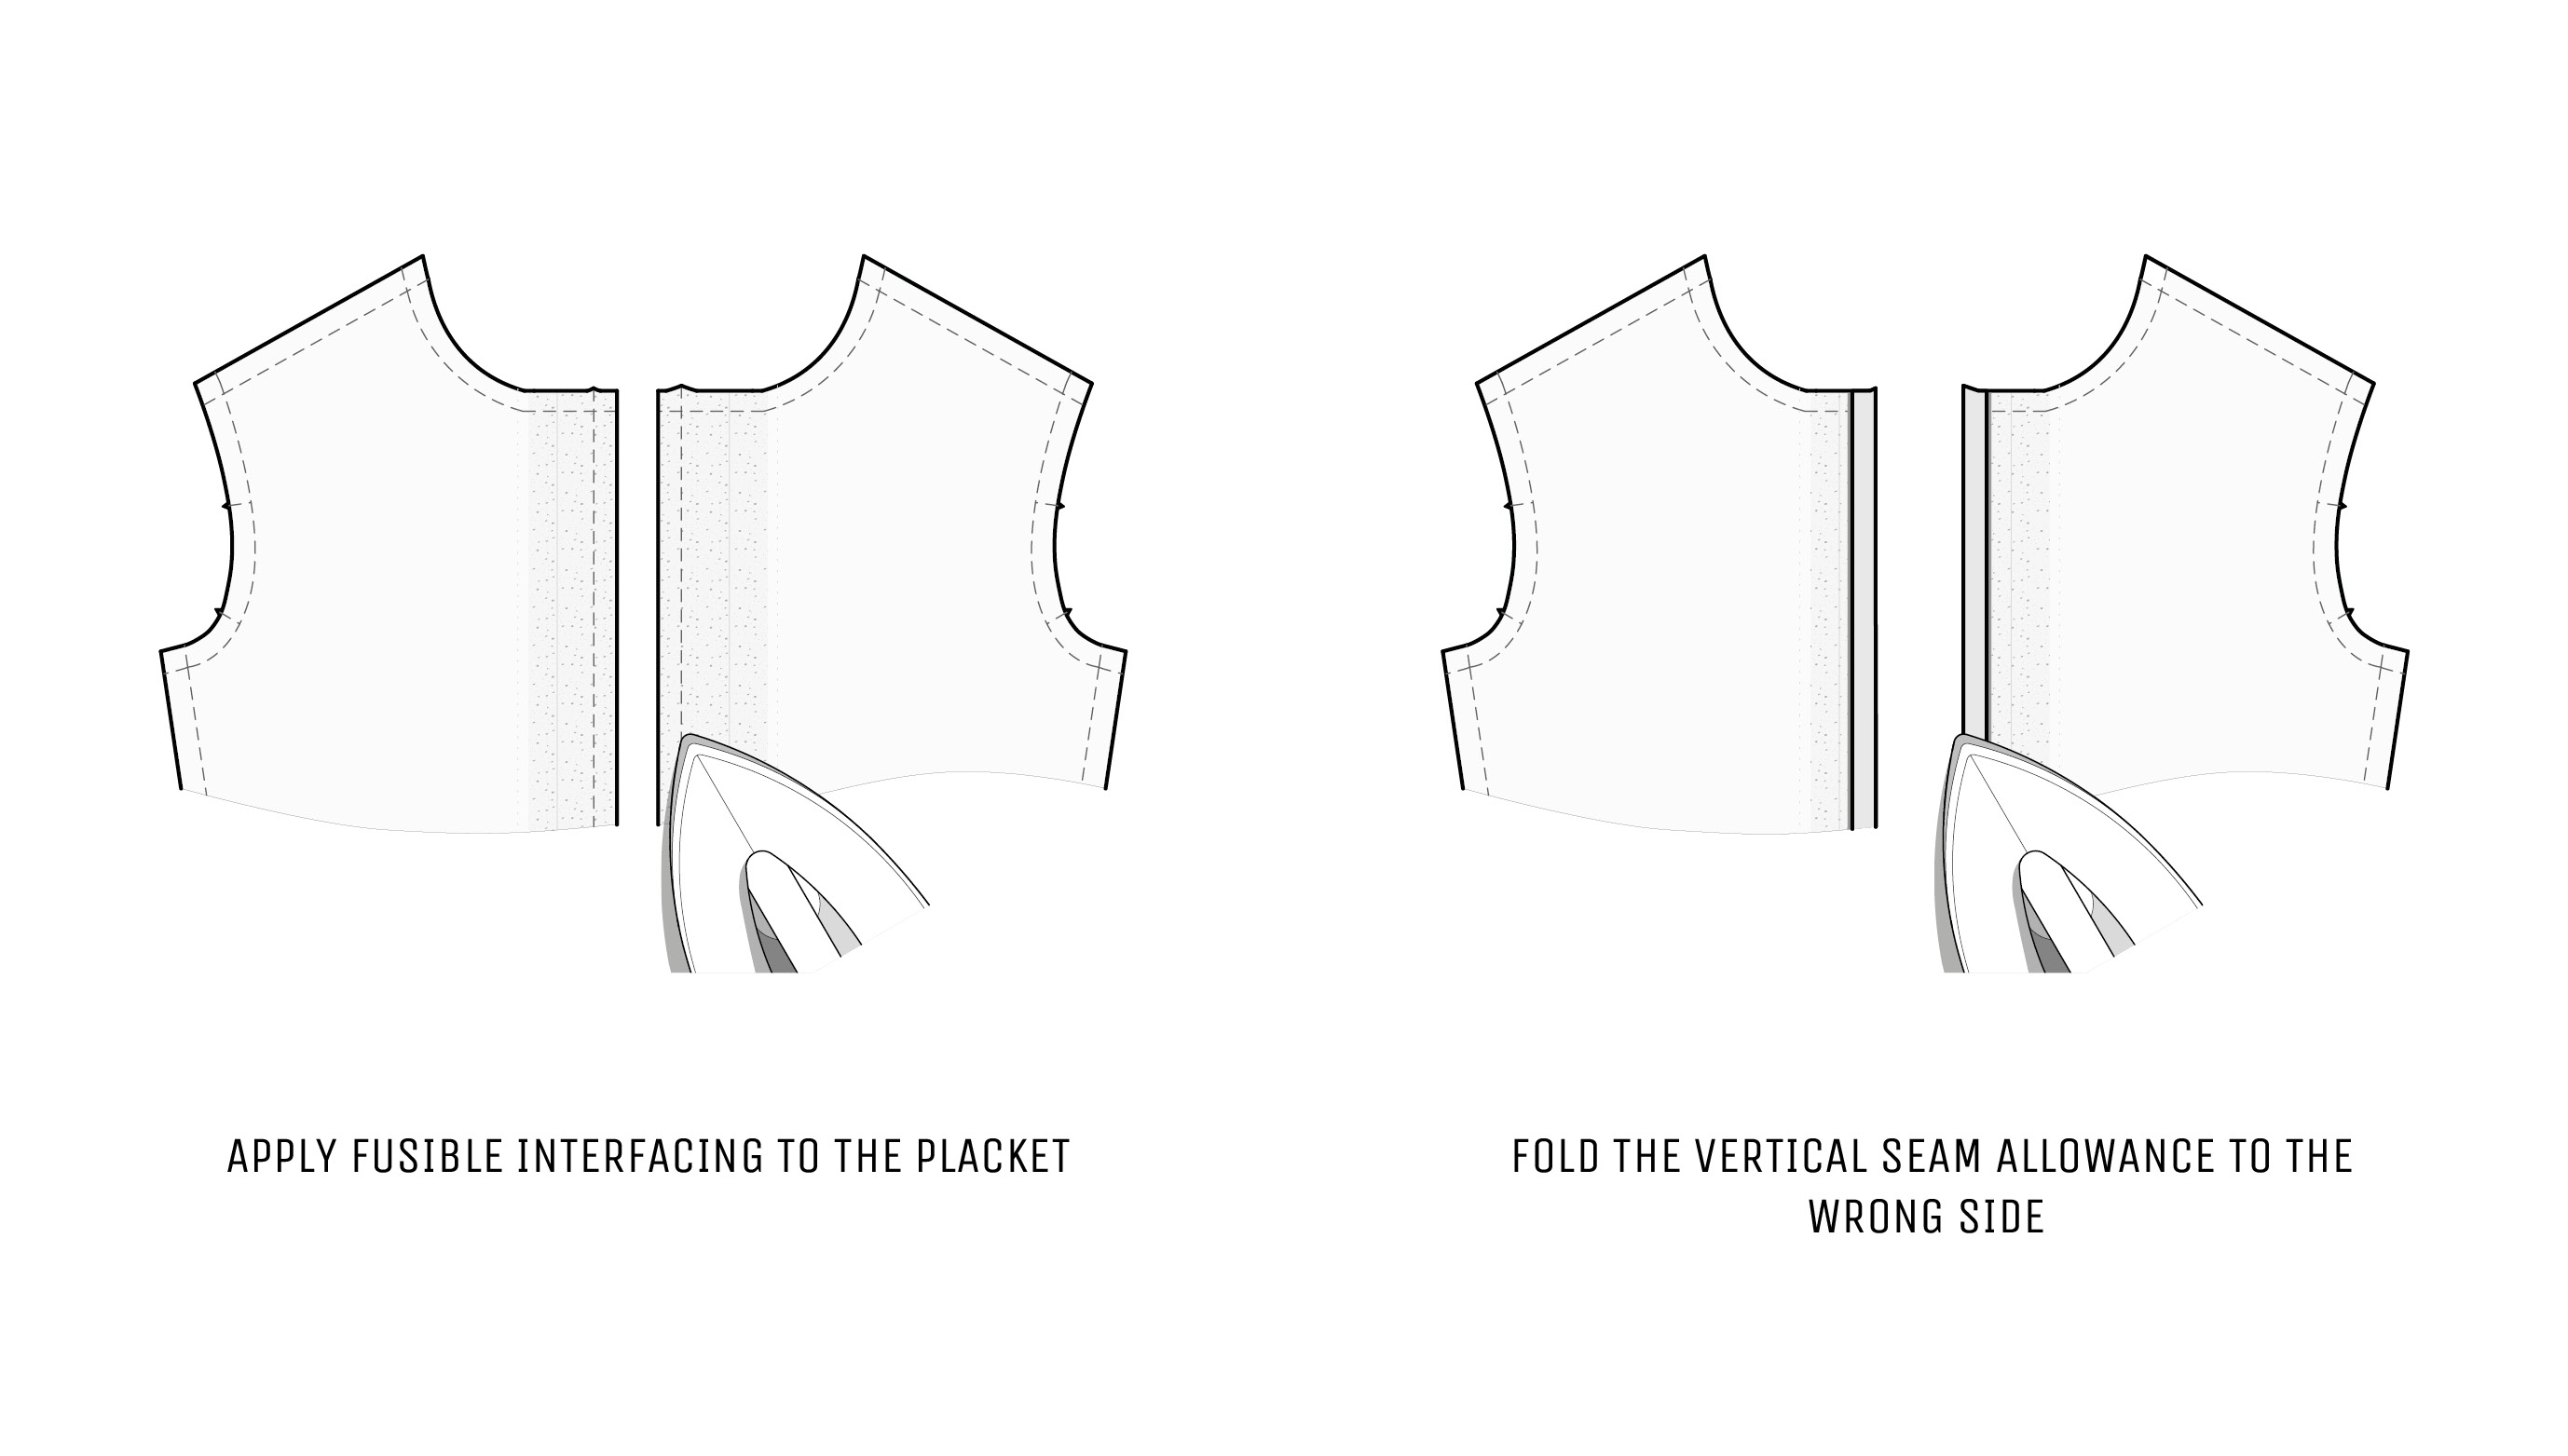 APPLY FUSIBLE INTERFACING TO THE PLACKET
FOLD THE VERTICAL SEAM ALLOWANCE TO THE
WRONG SIDE